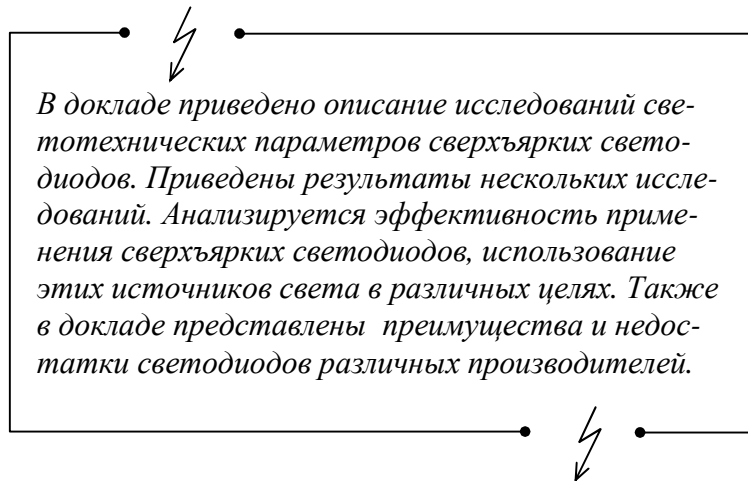 В докладе приведено описание исследований све-
тотехнических параметров сверхъярких свето-
диодов. Приведены результаты нескольких иссле-
дований. Анализируется эффективность приме-
нения сверхъярких светодиодов, использование
этих источников света в различных целях. Также
в докладе представлены  преимущества и недос-
татки светодиодов различных производителей.